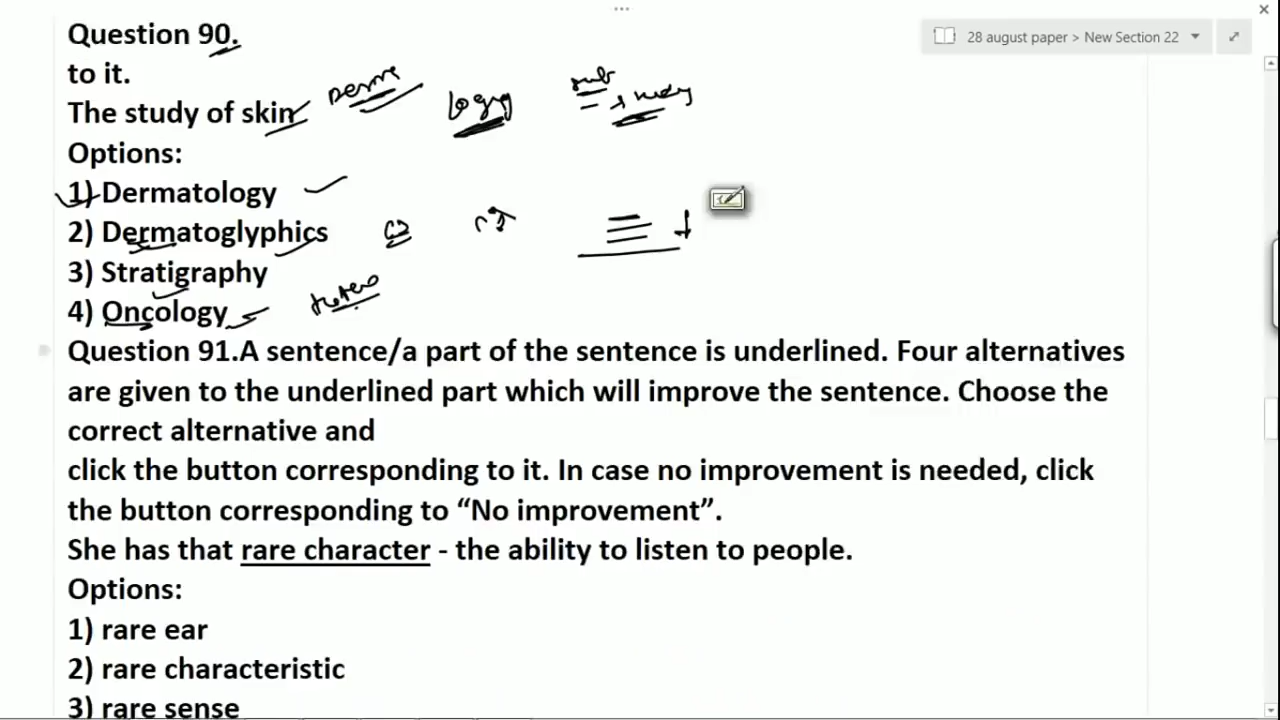 Question 90.
28 august paper > New Section 22
to it.
The study of skin
logy
sub
study
Options:
1) Dermatology
2) Dermatoglyphics
3) Stratigraphy
4) Oncology
Question 91.A sentence/a part of the sentence is underlined. Four alternatives
are given to the underlined part which will improve the sentence. Choose the
correct alternative and
click the button corresponding to it. In case no improvement is needed, click
the button corresponding to “No improvement”.
She has that rare character - the ability to listen to people.
Options:
1) rare ear
2) rare characteristic
3) rare sense